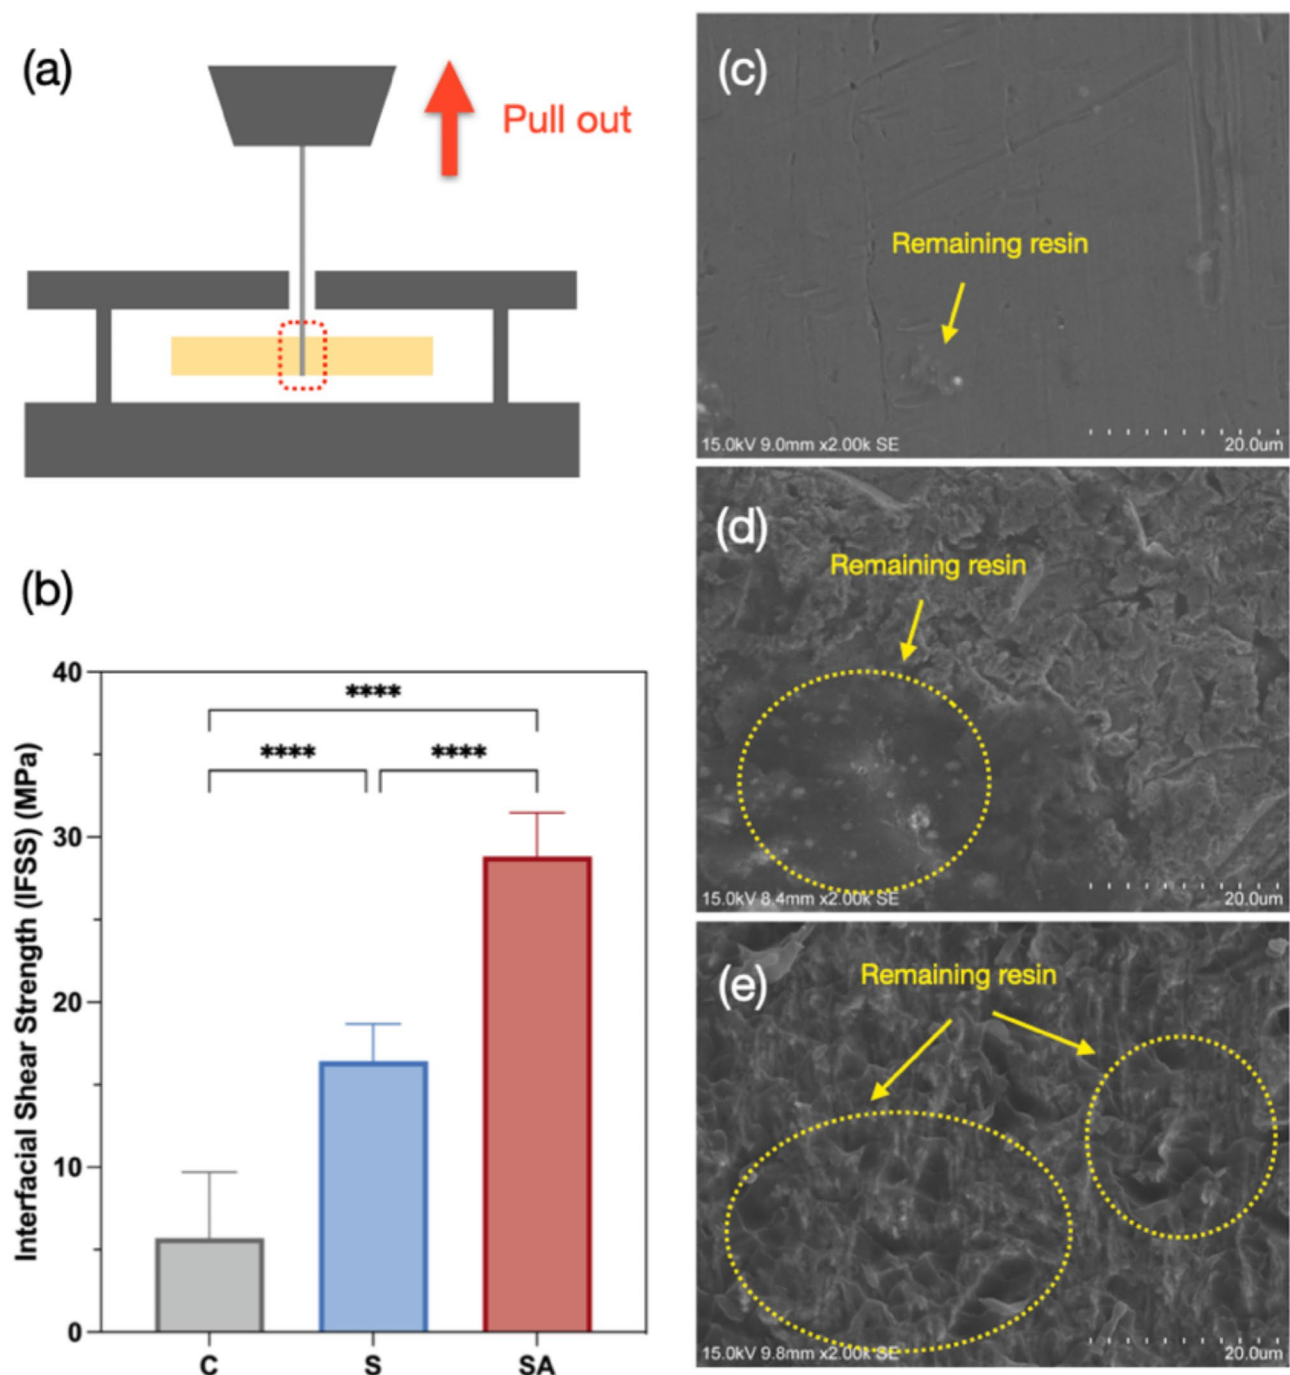 (a)
Pull out
(b)
Interfacial Shear Strength (IFSS) (MPa)
40
30
20
10
0
****
****
****
C
S
SA
(c)
Remaining resin
15.0kV 9.0mm x2.00k SE
20.0um
(d)
Remaining resin
15.0kV 8.4mm x2.00k SE
20.0um
(e)
Remaining resin
15.0kV 9.8mm x2.00k SE
20.0um